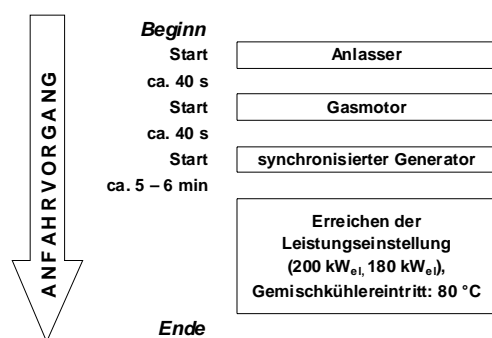 ANFAHRVORGANG
Beginn
Start Anlasser
ca. 40 s
Start Gasmotor
ca. 40 s
Start synchronisierter Generator
ca. 5 – 6 min
Erreichen der
Leistungseinstellung
(200 kWel, 180 kWel),
Gemischkühlereintritt: 80 °C
Ende